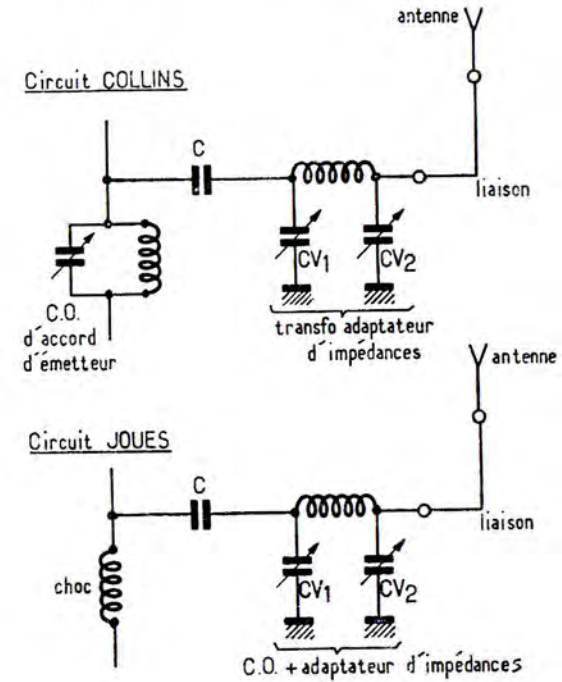 antenne
Circuit COLLINS
C
liaison
CV1
CV2
C.O.
d'accord
d'émetteur
transfo adaptateur
d'impédances
antenne
Circuit JOUES
C
liaison
choc
CV1
CV2
C.O. + adaptateur d'impédances